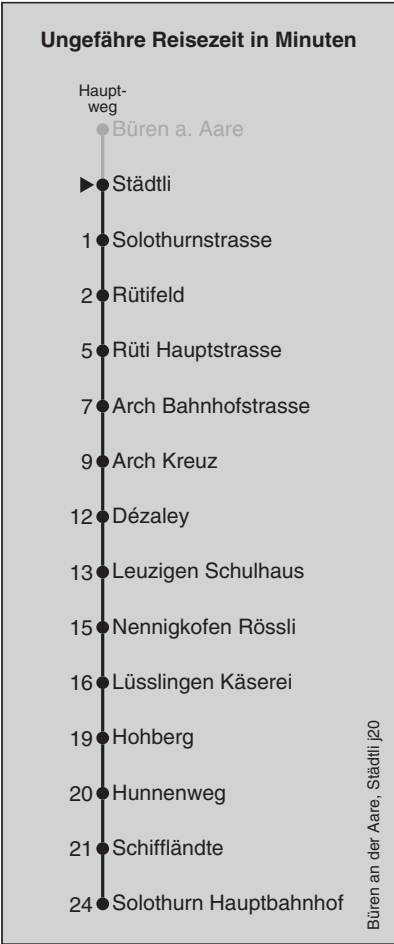 Ungefähre Reisezeit in Minuten
Haupt-
weg
Büren a. Aare
Städtli
1 Solothurnstrasse
2 Rütifeld
5 Rüti Hauptstrasse
7 Arch Bahnhofstrasse
9 Arch Kreuz
12 Dézaley
13 Leuzigen Schulhaus
15 Nennigkofen Rössli
16 Lüsslingen Käserei
19 Hohberg
20 Hunnenweg
21 Schiffländte
24 Solothurn Hauptbahnhof
Büren an der Aare, Städtli j20